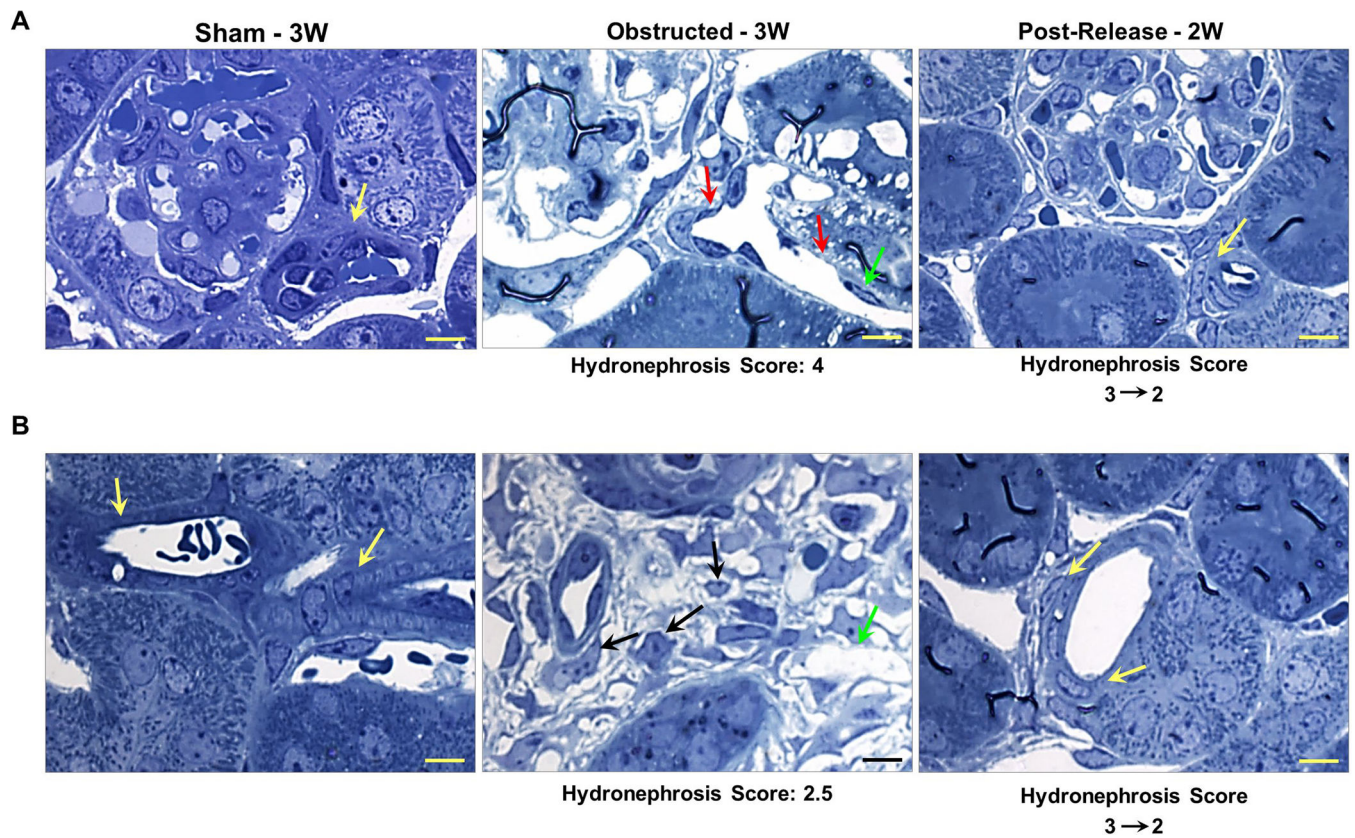 A
Sham - 3W
Obstructed - 3W
Post-Release - 2W
Hydronephrosis Score: 4
Hydronephrosis Score
3 → 2
B
Hydronephrosis Score: 2.5
Hydronephrosis Score
3 → 2